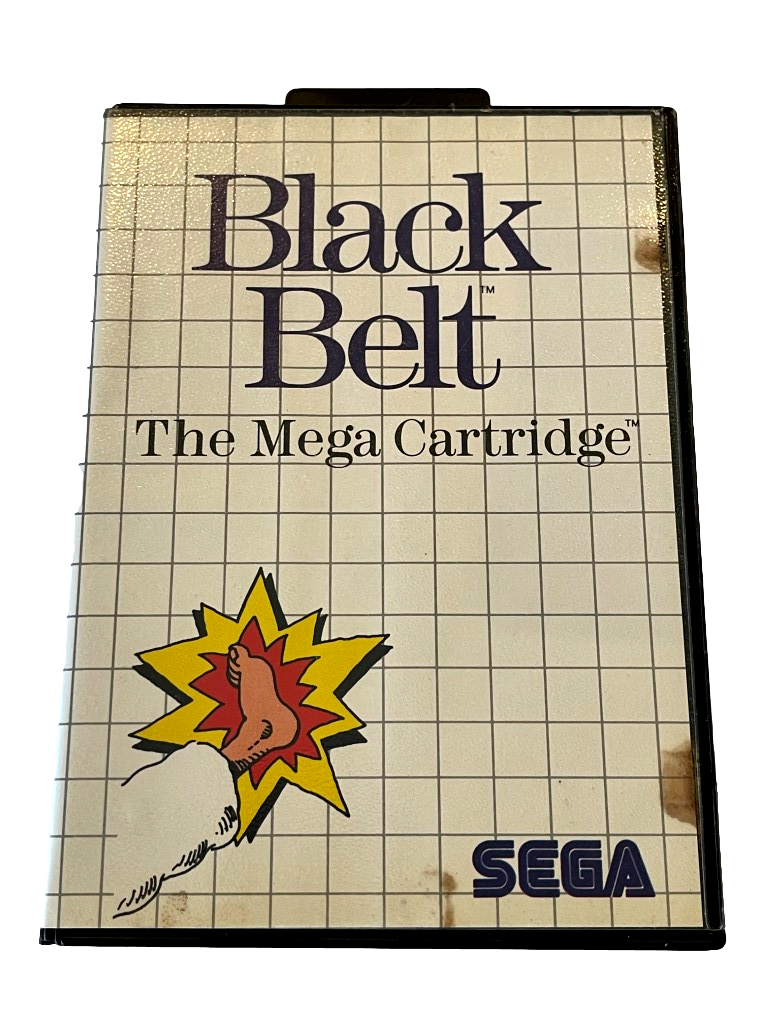 Black
Belt™
The Mega Cartridge™
SEGA